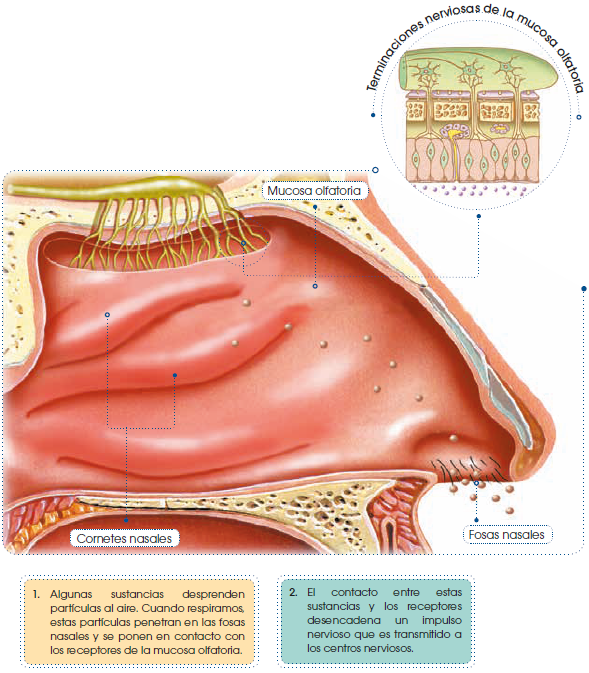 Terminaciones nerviosas de la mucosa olfatoria
Mucosa olfatoria
Cornetes nasales
Fosas nasales
1. Algunas sustancias desprenden
partículas al aire. Cuando respiramos,
estas partículas penetran en las fosas
nasales y se ponen en contacto con
los receptores de la mucosa olfatoria.
2. El contacto entre estas
sustancias y los receptores
desencadena un impulso
nervioso que es transmitido a
los centros nerviosos.